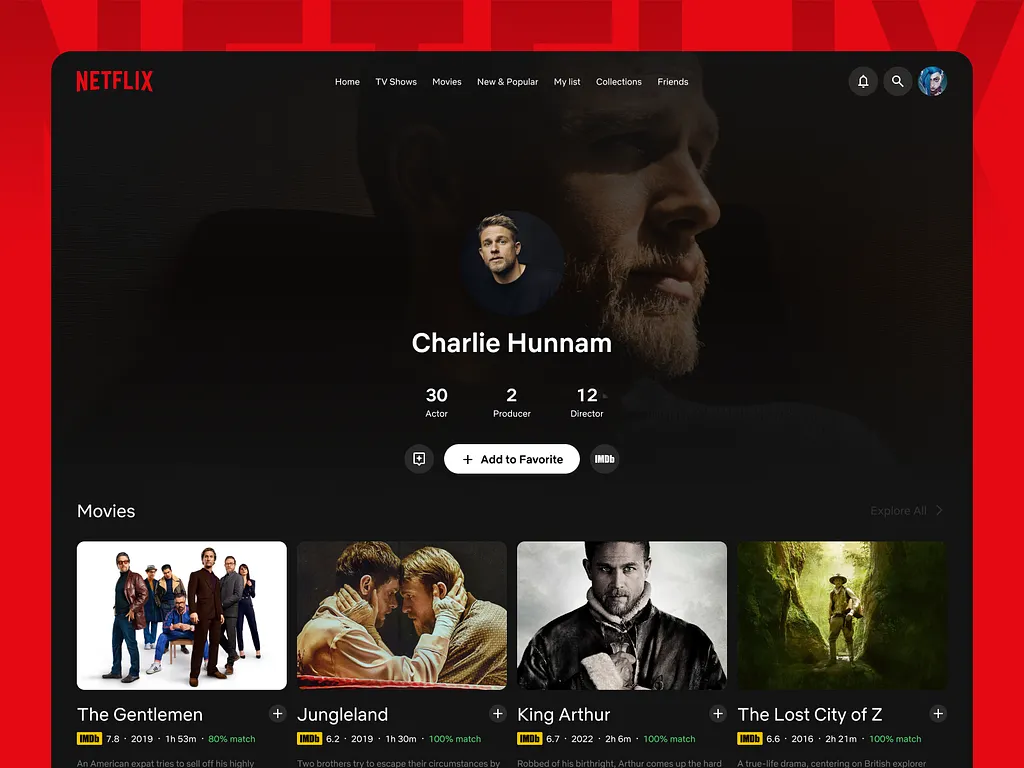 NETFLIX
NETFLIX
Home TV Shows Movies New & Popular My list Collections Friends
Charlie Hunnam
30 2 12
Actor Producer Director
+ Add to Favorite IMDb
Movies Explore All
The Gentlemen Jungleland King Arthur The Lost City of Z
IMDb 7.8 · 2019 · 1h 53m · 80% match IMDb 6.2 · 2019 · 1h 30m · 100% match IMDb 6.7 · 2022 · 2h 6m · 100% match IMDb 6.6 · 2016 · 2h 21m · 100% match
An American expat tries to sell off his highly Two brothers try to escape their circumstances by Robbed of his birthright, Arthur comes up the hard A true-life drama, centering on British explorer